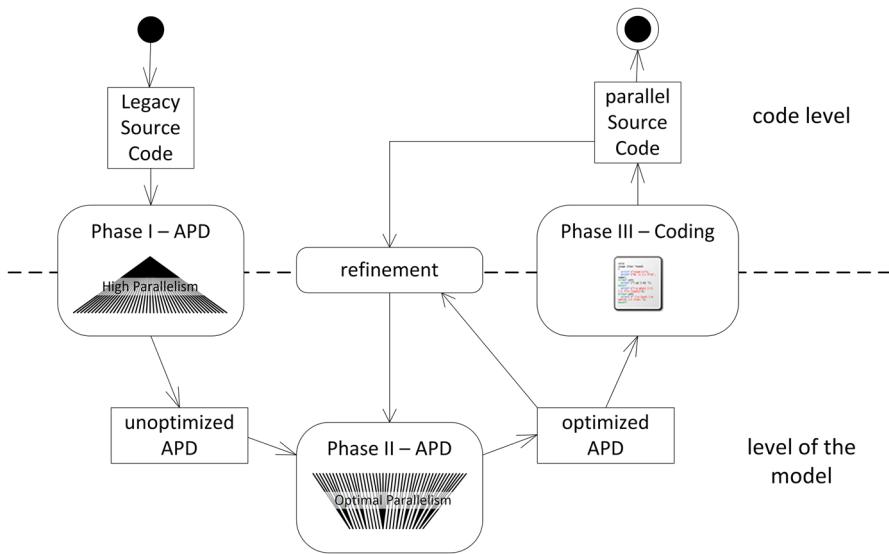 Legacy
Source
Code
parallel
Source
Code
code level
Phase I – APD
High Parallelism
refinement
Phase III – Coding
unoptimized
APD
Phase II – APD
Optimal Parallelism
optimized
APD
level of the
model